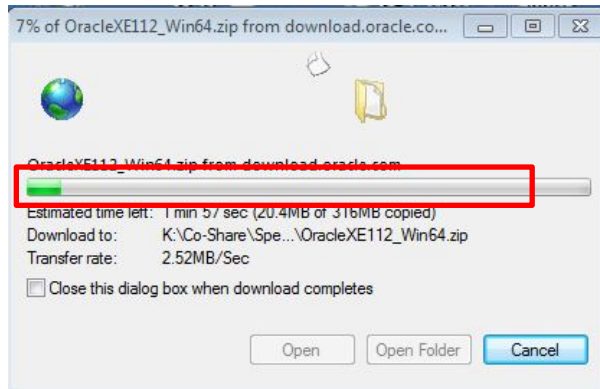 7% of OracleXE112_Win64.zip from download.oracle.co...
OracleXE112_Win64.zip from download.oracle.com
Estimated time left: 1 min 57 sec (20.4MB of 316MB copied)
Download to: K:\Co-Share\Spe...\OracleXE112_Win64.zip
Transfer rate: 2.52MB/Sec
Close this dialog box when download completes
Open Open Folder Cancel